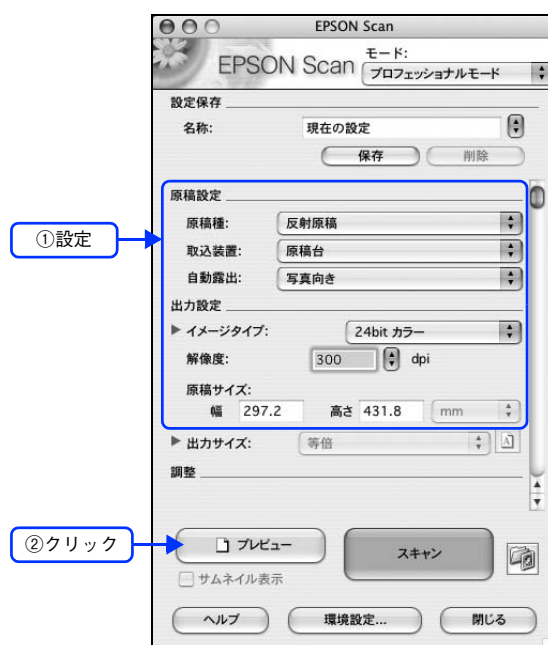 EPSON Scan
EPSON Scan
モード:
プロフェッショナルモード
設定保存
名称: 現在の設定
保存 削除
原稿設定
原稿種: 反射原稿
①設定
取込装置: 原稿台
自動露出: 写真向き
出力設定
イメージタイプ: 24bit カラー
解像度: 300 dpi
原稿サイズ:
幅 297.2 高さ 431.8 mm
出力サイズ: 等倍
調整
②クリック
プレビュー スキャン
サムネイル表示
ヘルプ 環境設定... 閉じる